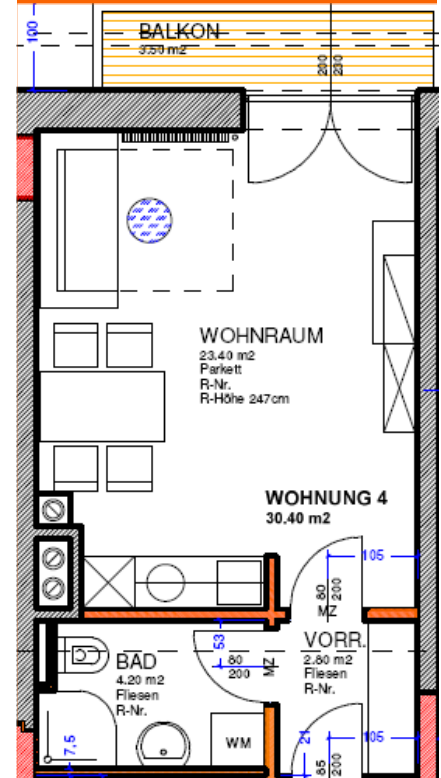 BALKON
3.50 m2
100
200
230
WOHNRAUM
23.40 m2
Parkett
R-Nr.
R-Höhe 247cm
WOHNUNG 4
30.40 m2
105
80
200
MZ
53
80
200
MZ
BAD
4.20 m2
Fliesen
R-Nr.
VORR.
2.80 m2
Fliesen
R-Nr.
WM
7,5
21
105
85
200